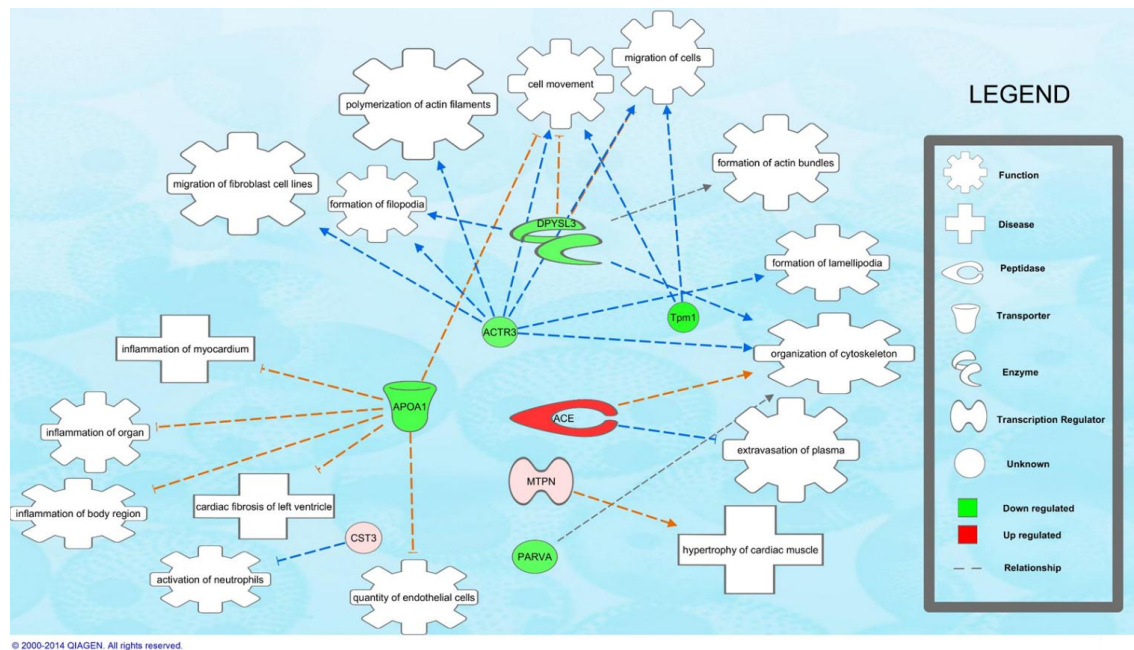 migration of cells
cell movement
polymerization of actin filaments
LEGEND
formation of actin bundles
migration of fibroblast cell lines
formation of filopodia
DPYSL3
Function
Disease
formation of lamellipodia
Peptidase
Tpm1
ACTR3
Transporter
inflammation of myocardium
organization of cytoskeleton
Enzyme
APOA1
ACE
Transcription Regulator
inflammation of organ
extravasation of plasma
Unknown
MTPN
cardiac fibrosis of left ventricle
inflammation of body region
Down regulated
CST3
Up regulated
hypertrophy of cardiac muscle
PARVA
Relationship
activation of neutrophils
quantity of endothelial cells
© 2000-2014 QIAGEN. All rights reserved.